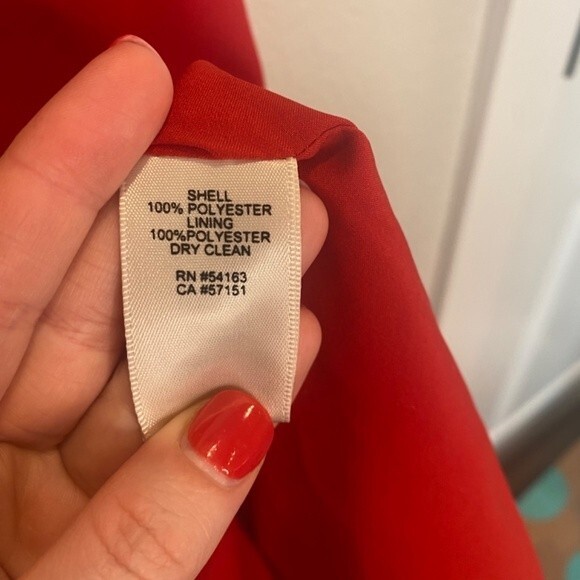 SHELL
100% POLYESTER
LINING
100%POLYESTER
DRY CLEAN
RN #54163
CA #57151